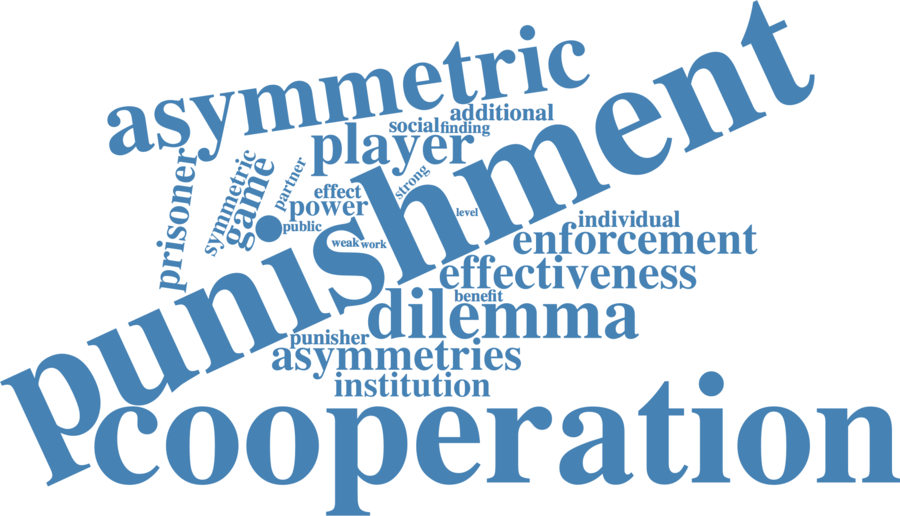 asymmetric
additional
social
finding
player
punishment
prisoner
symmetric
game
partner
strong
effect
power
level
public
weak
work
individual
enforcement
effectiveness
benefit
dilemma
punisher
asymmetries
institution
cooperation